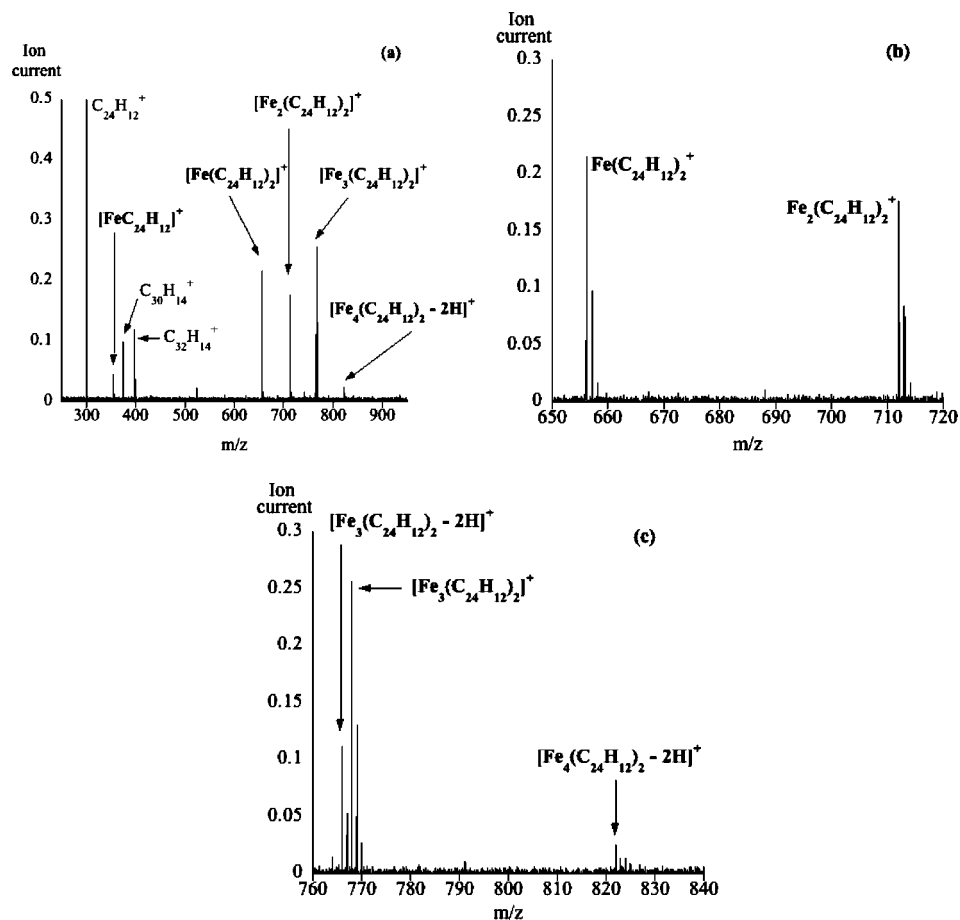 (a)
Ion
current
0.5
0.4
0.3
0.2
0.1
0
C₂₄H₁₂⁺
[FeC₂₄H₁₂]⁺
C₃₀H₁₄⁺
C₃₂H₁₄⁺
[Fe(C₂₄H₁₂)₂]⁺
[Fe₂(C₂₄H₁₂)₂]⁺
[Fe₃(C₂₄H₁₂)₂]⁺
[Fe₄(C₂₄H₁₂)₂ - 2H]⁺
300 400 500 600 700 800 900
m/z
(b)
Ion
current
0.3
0.25
0.2
0.15
0.1
0.05
0
Fe(C₂₄H₁₂)₂⁺
Fe₂(C₂₄H₁₂)₂⁺
650 660 670 680 690 700 710 720
m/z
(c)
Ion
current
0.3
0.25
0.2
0.15
0.1
0.05
0
[Fe₃(C₂₄H₁₂)₂ - 2H]⁺
[Fe₃(C₂₄H₁₂)₂]⁺
[Fe₄(C₂₄H₁₂)₂ - 2H]⁺
760 770 780 790 800 810 820 830 840
m/z